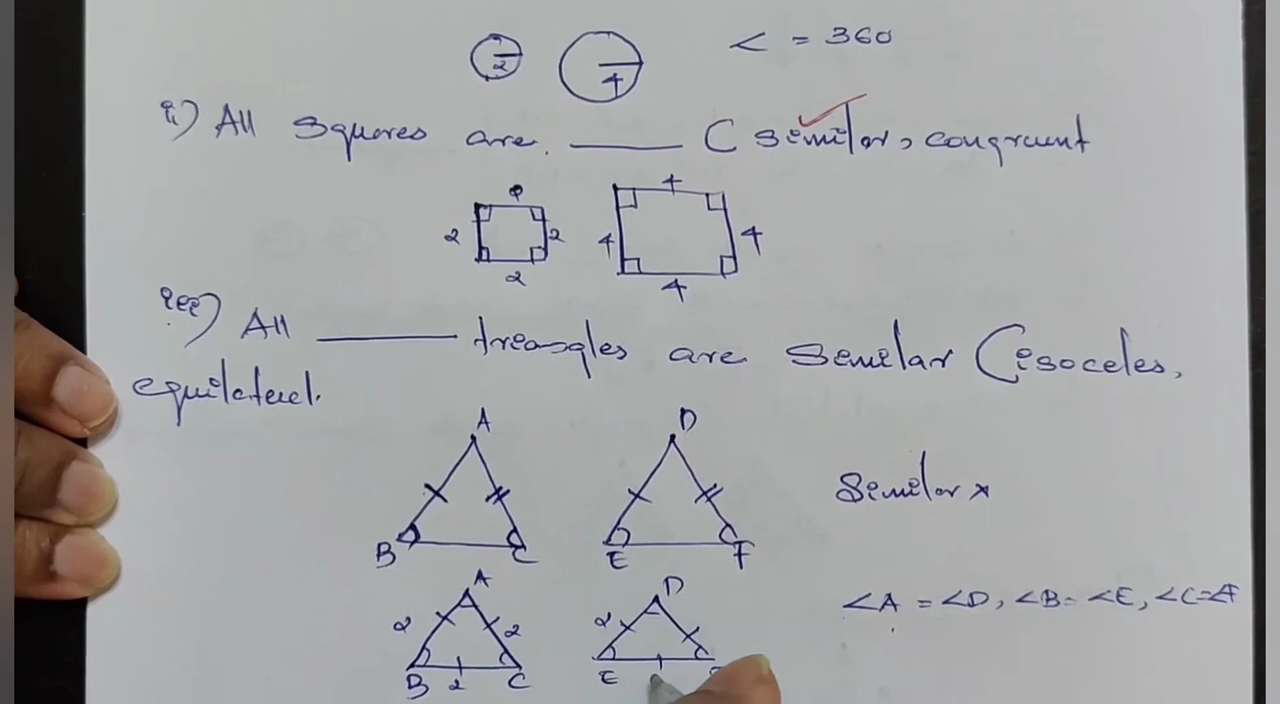 2 4 < = 360
ii) All squares are. ____ ( similar, congruent
2 2 2 2 4 4 4 4
iii) All ____ triangles are similar (isoceles,
equilateral.
A D
similar x
B C E F
A D
∠A = ∠D, ∠B = ∠E, ∠C = ∠F
2 2 2
B 2 C E